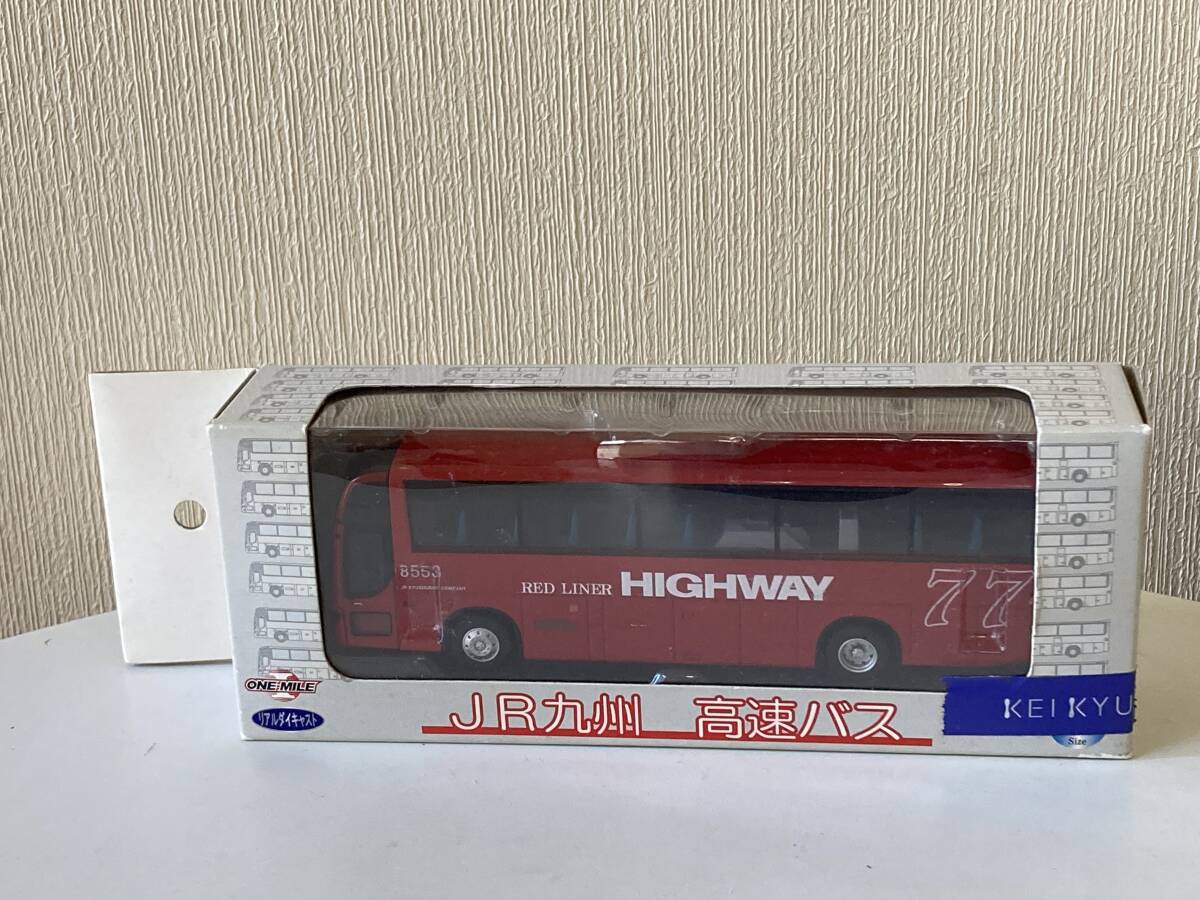 8553
RED LINER HIGHWAY
77
ONE MILE
リアルダイキャスト
JR九州 高速バス
KEIKYU
Size